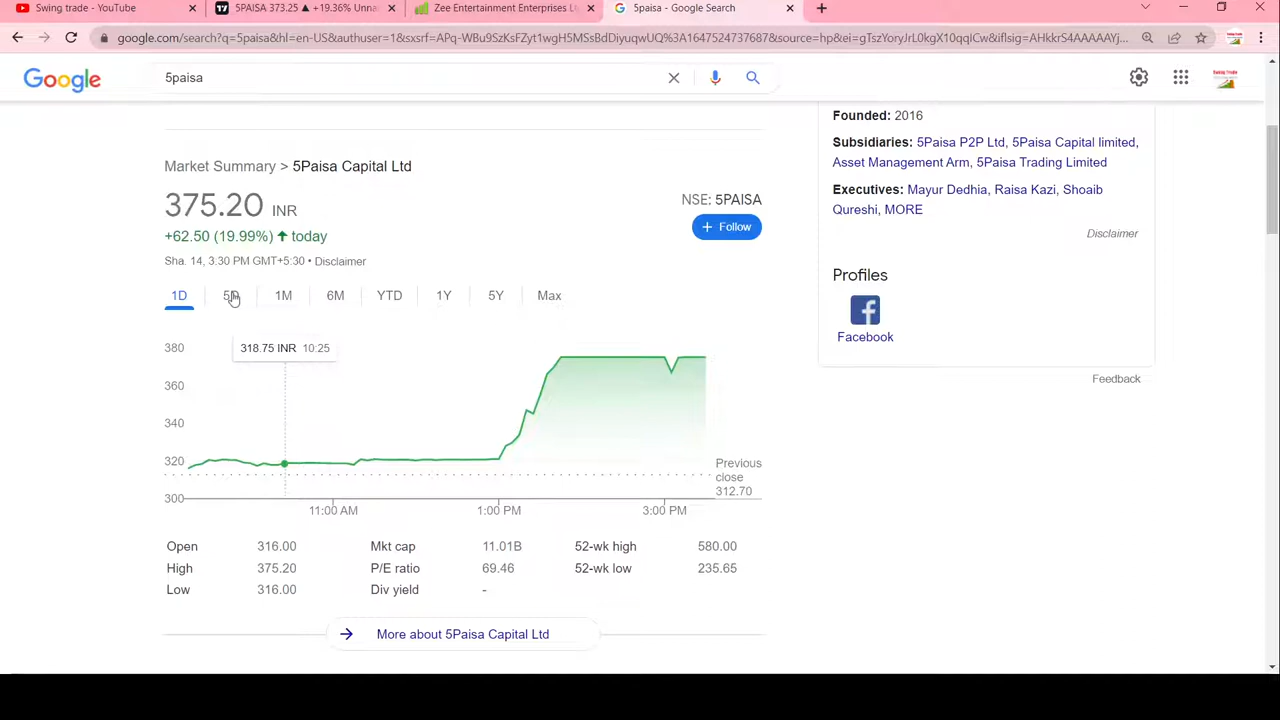 Swing trade - YouTube
5PAISA 373.25 ▲ +19.36% Unna
Zee Entertainment Enterprises L
5paisa - Google Search
google.com/search?q=5paisa&hl=en-US&authuser=1&sxsrf=APq-WBu9SzKsFZyt1wgH5MSsBdDiyuqwUQ%3A1647524737687&source=hp&ei=gTszYoryJrL0kgX10qqICw&iflsig=AHkkrS4AAAAAYj...
Google
5paisa
Founded: 2016
Subsidiaries: 5Paisa P2P Ltd, 5Paisa Capital limited,
Asset Management Arm, 5Paisa Trading Limited
Executives: Mayur Dedhia, Raisa Kazi, Shoaib
Qureshi, MORE
Disclaimer
Profiles
Facebook
Feedback
Market Summary > 5Paisa Capital Ltd
375.20 INR
NSE: 5PAISA
+62.50 (19.99%) today
+ Follow
Sha. 14, 3.30 PM GMT+5:30 • Disclaimer
1D 5D 1M 6M YTD 1Y 5Y Max
318.75 INR 10:25
380
360
340
320
300
Previous
close
312.70
11:00 AM 1:00 PM 3:00 PM
Open 316.00 Mkt cap 11.01B 52-wk high 580.00
High 375.20 P/E ratio 69.46 52-wk low 235.65
Low 316.00 Div yield -
More about 5Paisa Capital Ltd